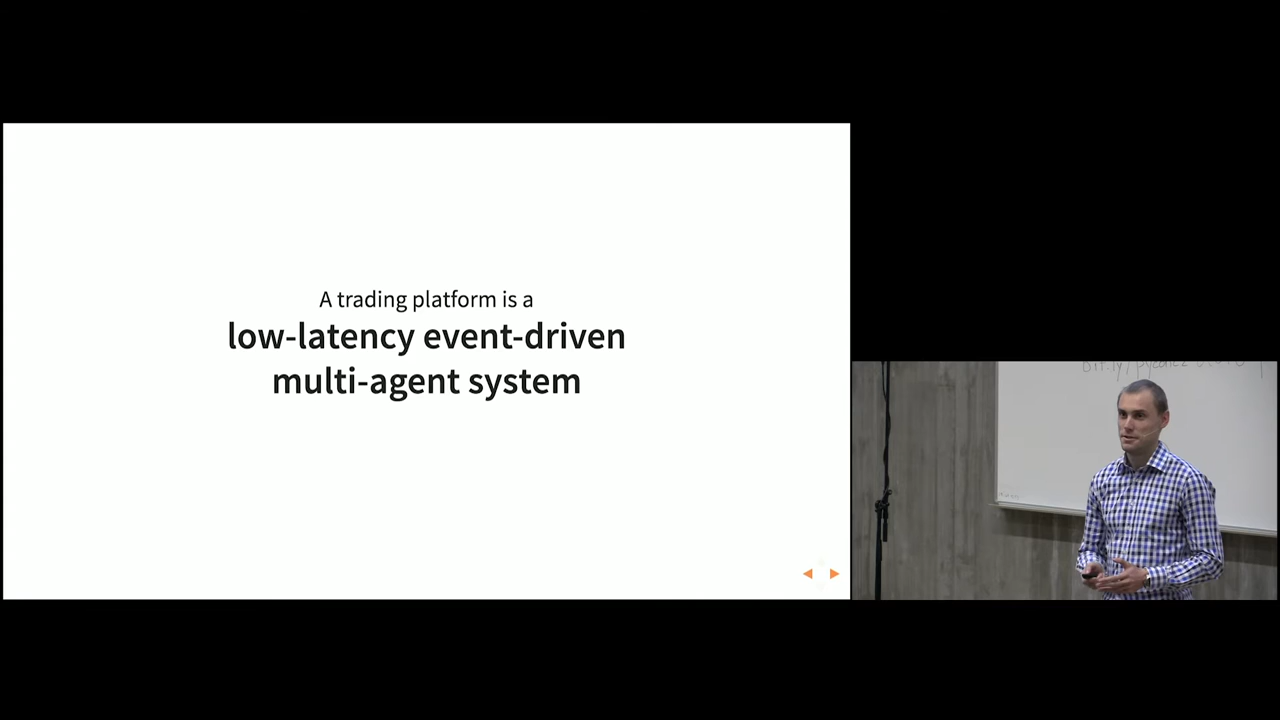 A trading platform is a
low-latency event-driven
multi-agent system